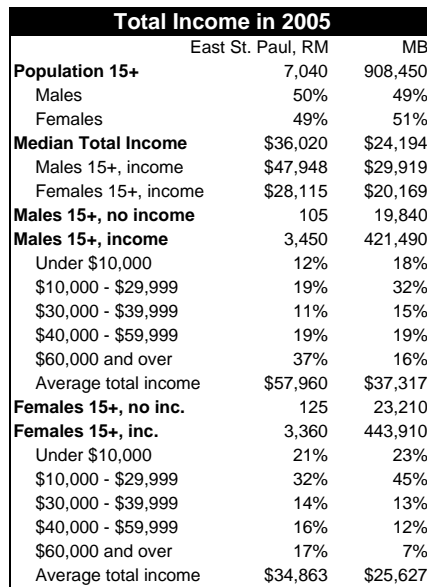 Total Income in 2005
East St. Paul, RM MB
Population 15+ 7,040 908,450
Males 50% 49%
Females 49% 51%
Median Total Income $36,020 $24,194
Males 15+, income $47,948 $29,919
Females 15+, income $28,115 $20,169
Males 15+, no income 105 19,840
Males 15+, income 3,450 421,490
Under $10,000 12% 18%
$10,000 - $29,999 19% 32%
$30,000 - $39,999 11% 15%
$40,000 - $59,999 19% 19%
$60,000 and over 37% 16%
Average total income $57,960 $37,317
Females 15+, no inc. 125 23,210
Females 15+, inc. 3,360 443,910
Under $10,000 21% 23%
$10,000 - $29,999 32% 45%
$30,000 - $39,999 14% 13%
$40,000 - $59,999 16% 12%
$60,000 and over 17% 7%
Average total income $34,863 $25,627